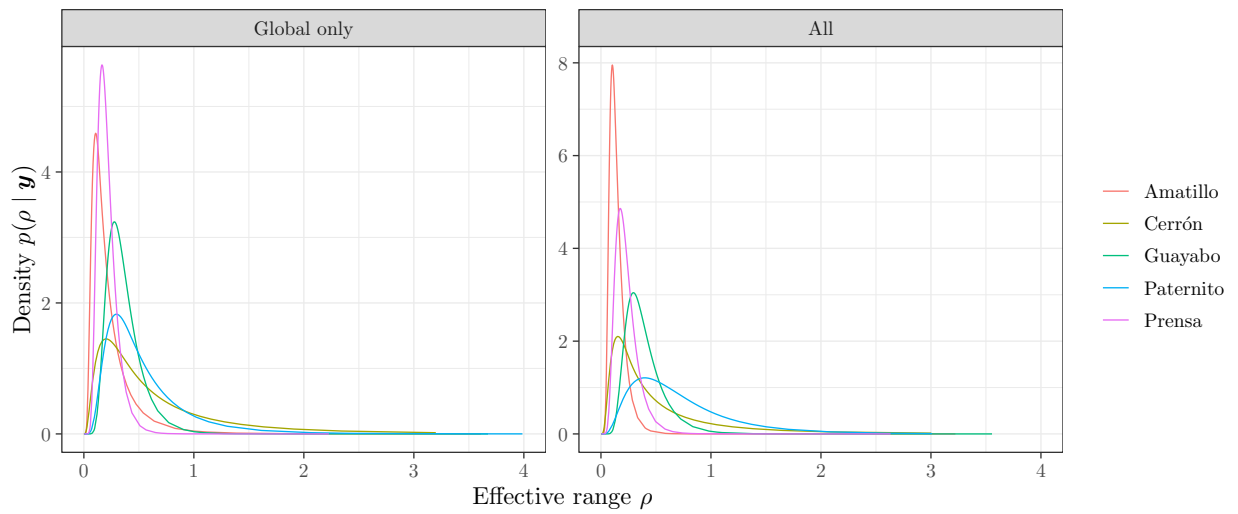 Global only
All
Density p(ρ | y)
4
2
0
8
6
4
2
0
0
1
2
3
4
0
1
2
3
4
Effective range ρ
Amatillo
Cerrón
Guayabo
Paternito
Prensa